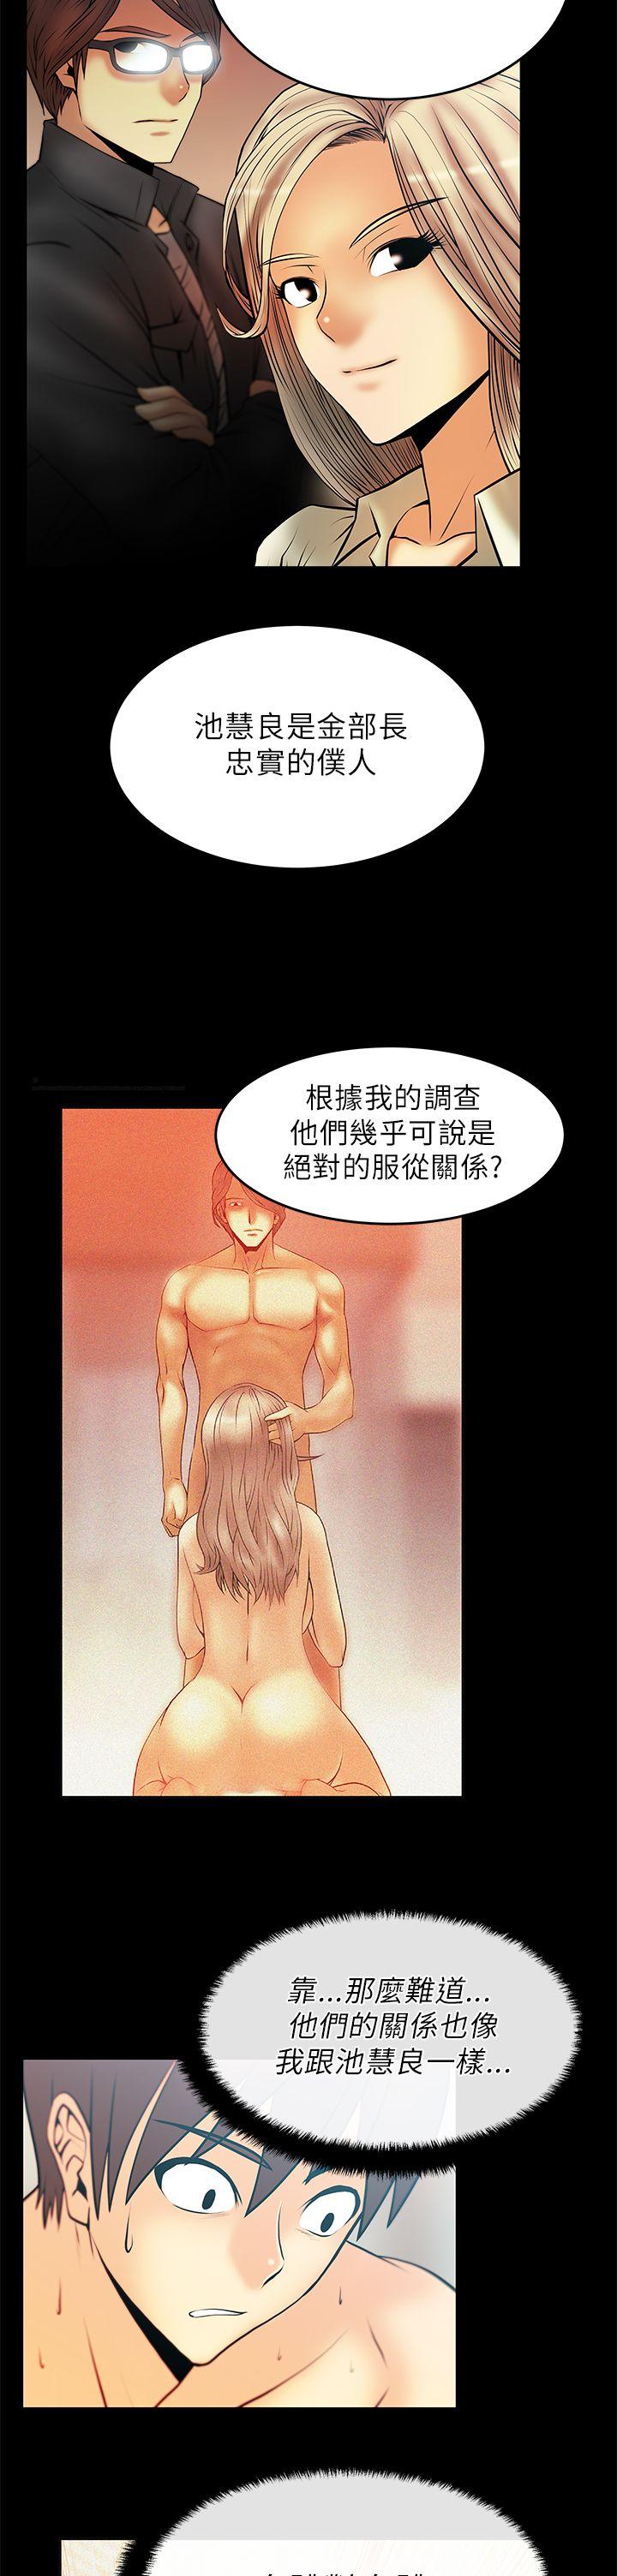 池慧良是金部長
忠實的僕人
根據我的調查
他們幾乎可說是
絕對的服從關係?
靠...那麼難道...
他們的關係也像
我跟池慧良一樣...